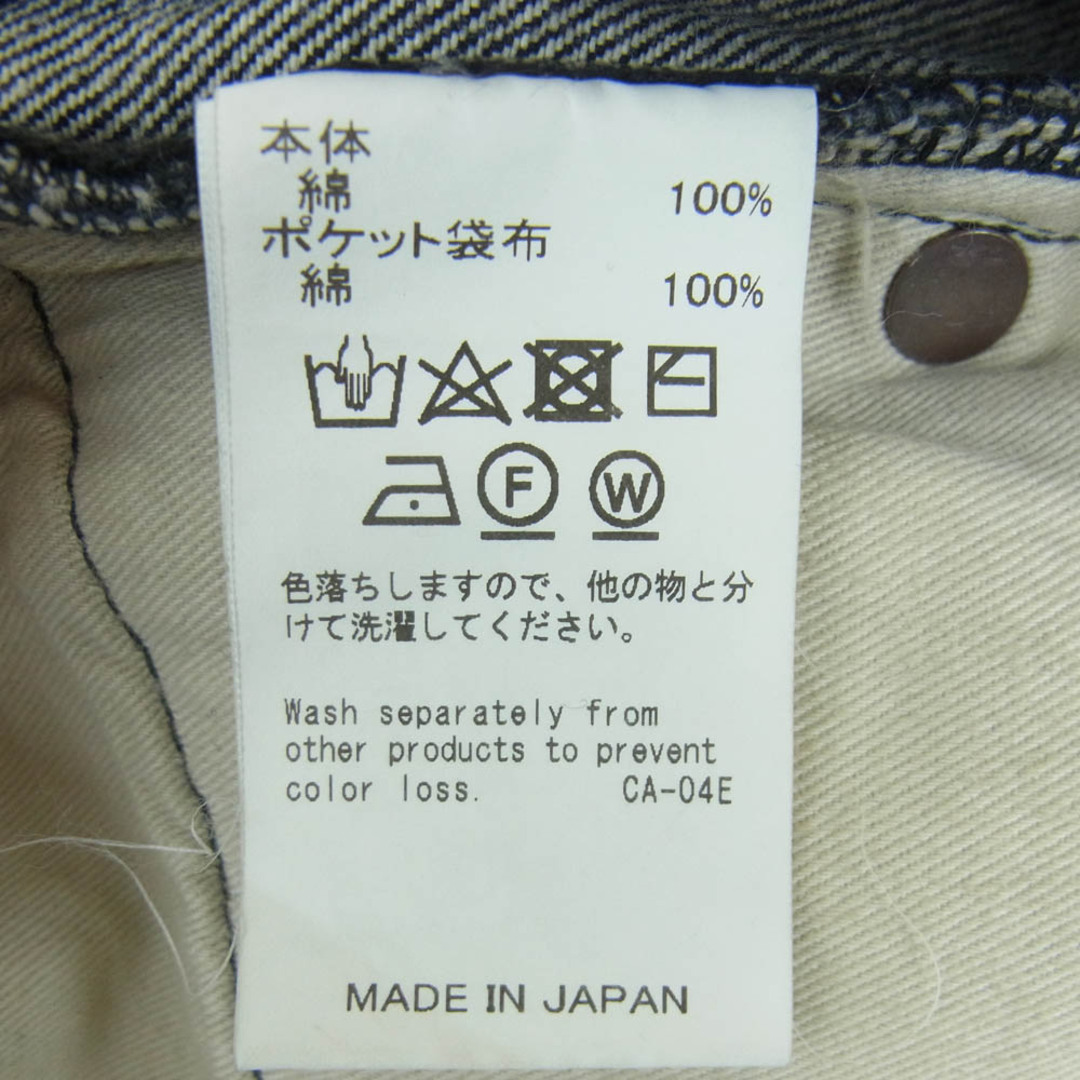 本体
綿 100%
ポケット袋布
綿 100%
F W
色落ちしますので、他の物と分
けて洗濯してください。
Wash separately from
other products to prevent
color loss. CA-04E
MADE IN JAPAN